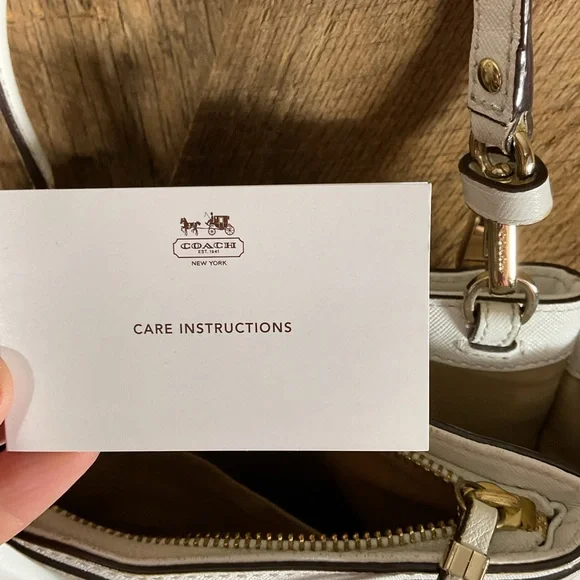 COACH
EST. 1941
NEW YORK
CARE INSTRUCTIONS